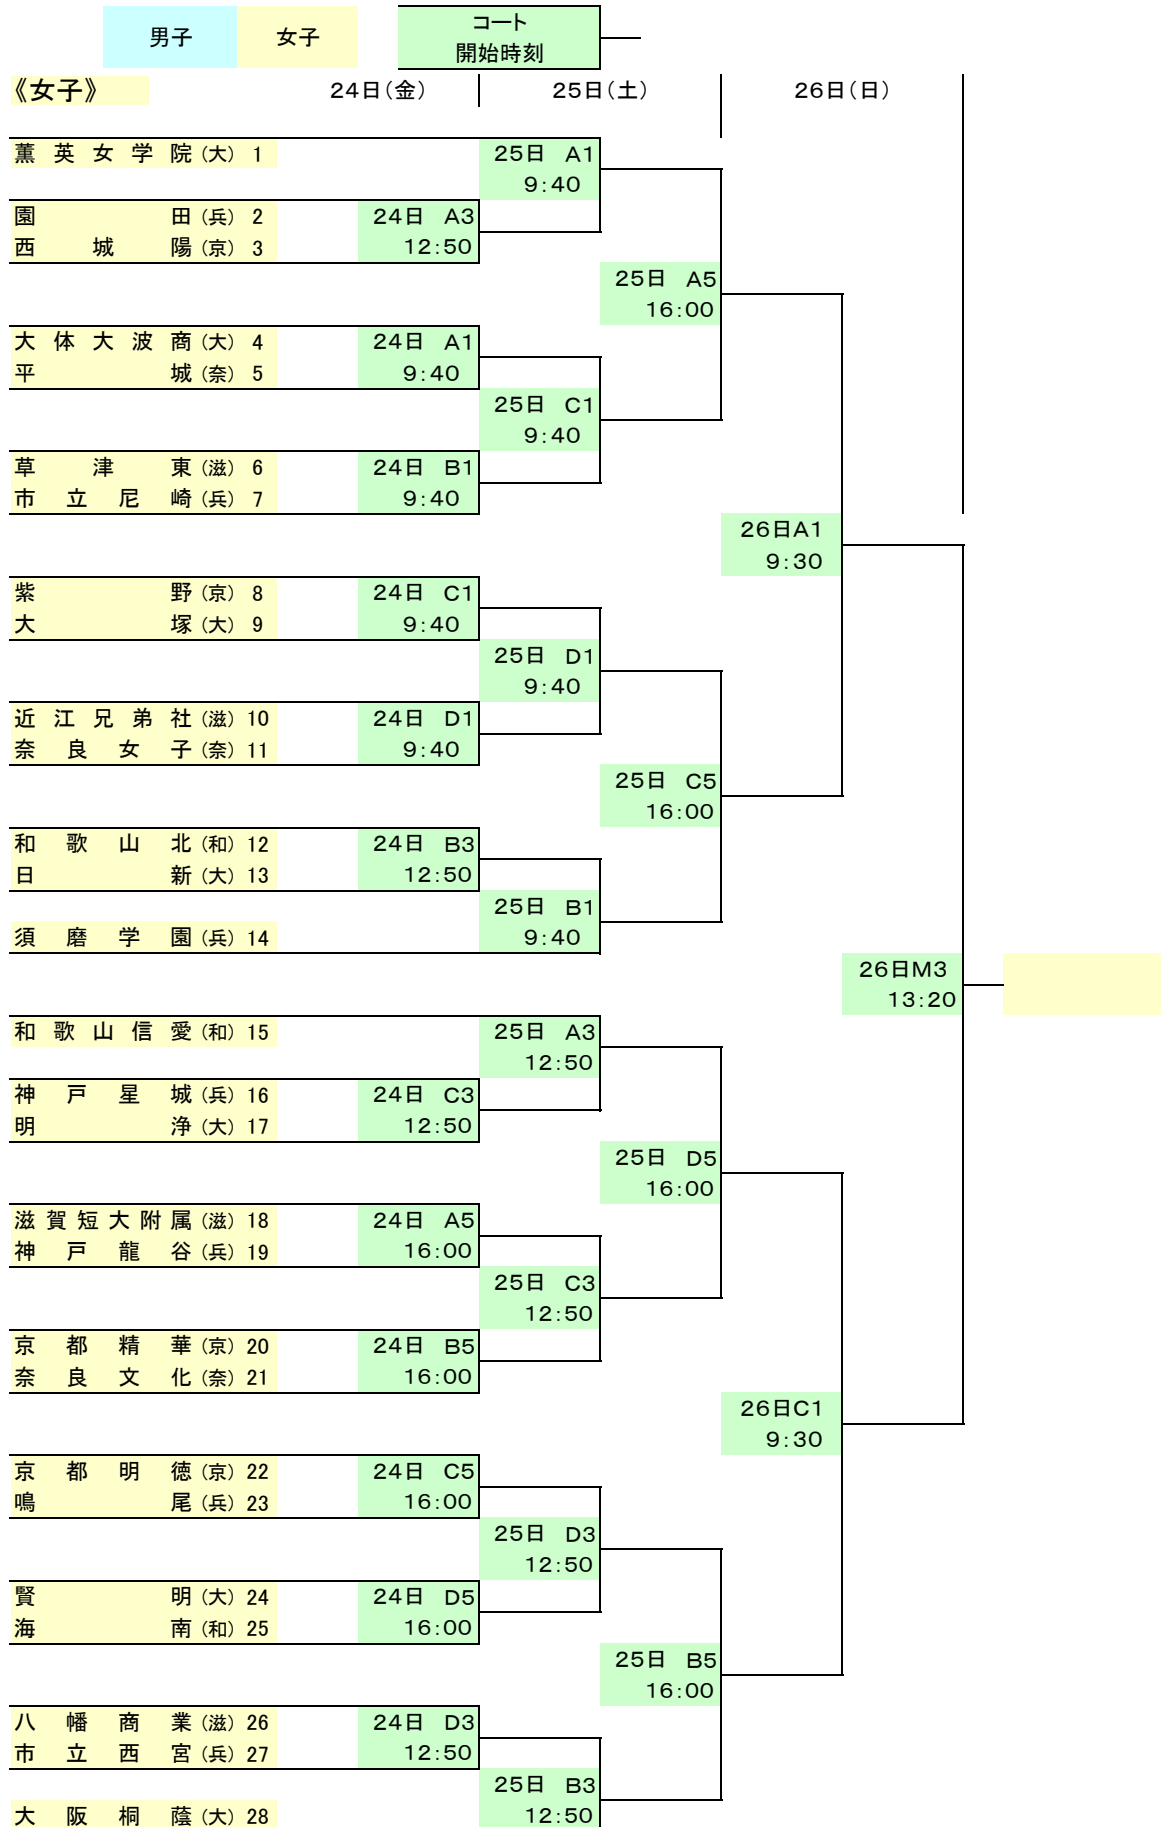 男子 女子 コート
開始時刻
《女子》 24日(金) 25日(土) 26日(日)
薫英女学院(大) 1 25日 A1
9:40
園田(兵) 2 24日 A3
西城陽(京) 3 12:50
25日 A5
16:00
大体大波商(大) 4 24日 A1
平城(奈) 5 9:40
25日 C1
9:40
草津東(滋) 6 24日 B1
市立尼崎(兵) 7 9:40
26日A1
9:30
紫野(京) 8 24日 C1
大塚(大) 9 9:40
25日 D1
9:40
近江兄弟社(滋) 10 24日 D1
奈良女子(奈) 11 9:40
25日 C5
16:00
和歌山北(和) 12 24日 B3
日新(大) 13 12:50
25日 B1
須磨学園(兵) 14 9:40
26日M3
13:20
和歌山信愛(和) 15 25日 A3
12:50
神戸星城(兵) 16 24日 C3
明浄(大) 17 12:50
25日 D5
16:00
滋賀短大附属(滋) 18 24日 A5
神戸龍谷(兵) 19 16:00
25日 C3
12:50
京都精華(京) 20 24日 B5
奈良文化(奈) 21 16:00
26日C1
9:30
京都明徳(京) 22 24日 C5
鳴尾(兵) 23 16:00
25日 D3
12:50
賢明(大) 24 24日 D5
海南(和) 25 16:00
25日 B5
16:00
八幡商業(滋) 26 24日 D3
市立西宮(兵) 27 12:50
25日 B3
大阪桐蔭(大) 28 12:50